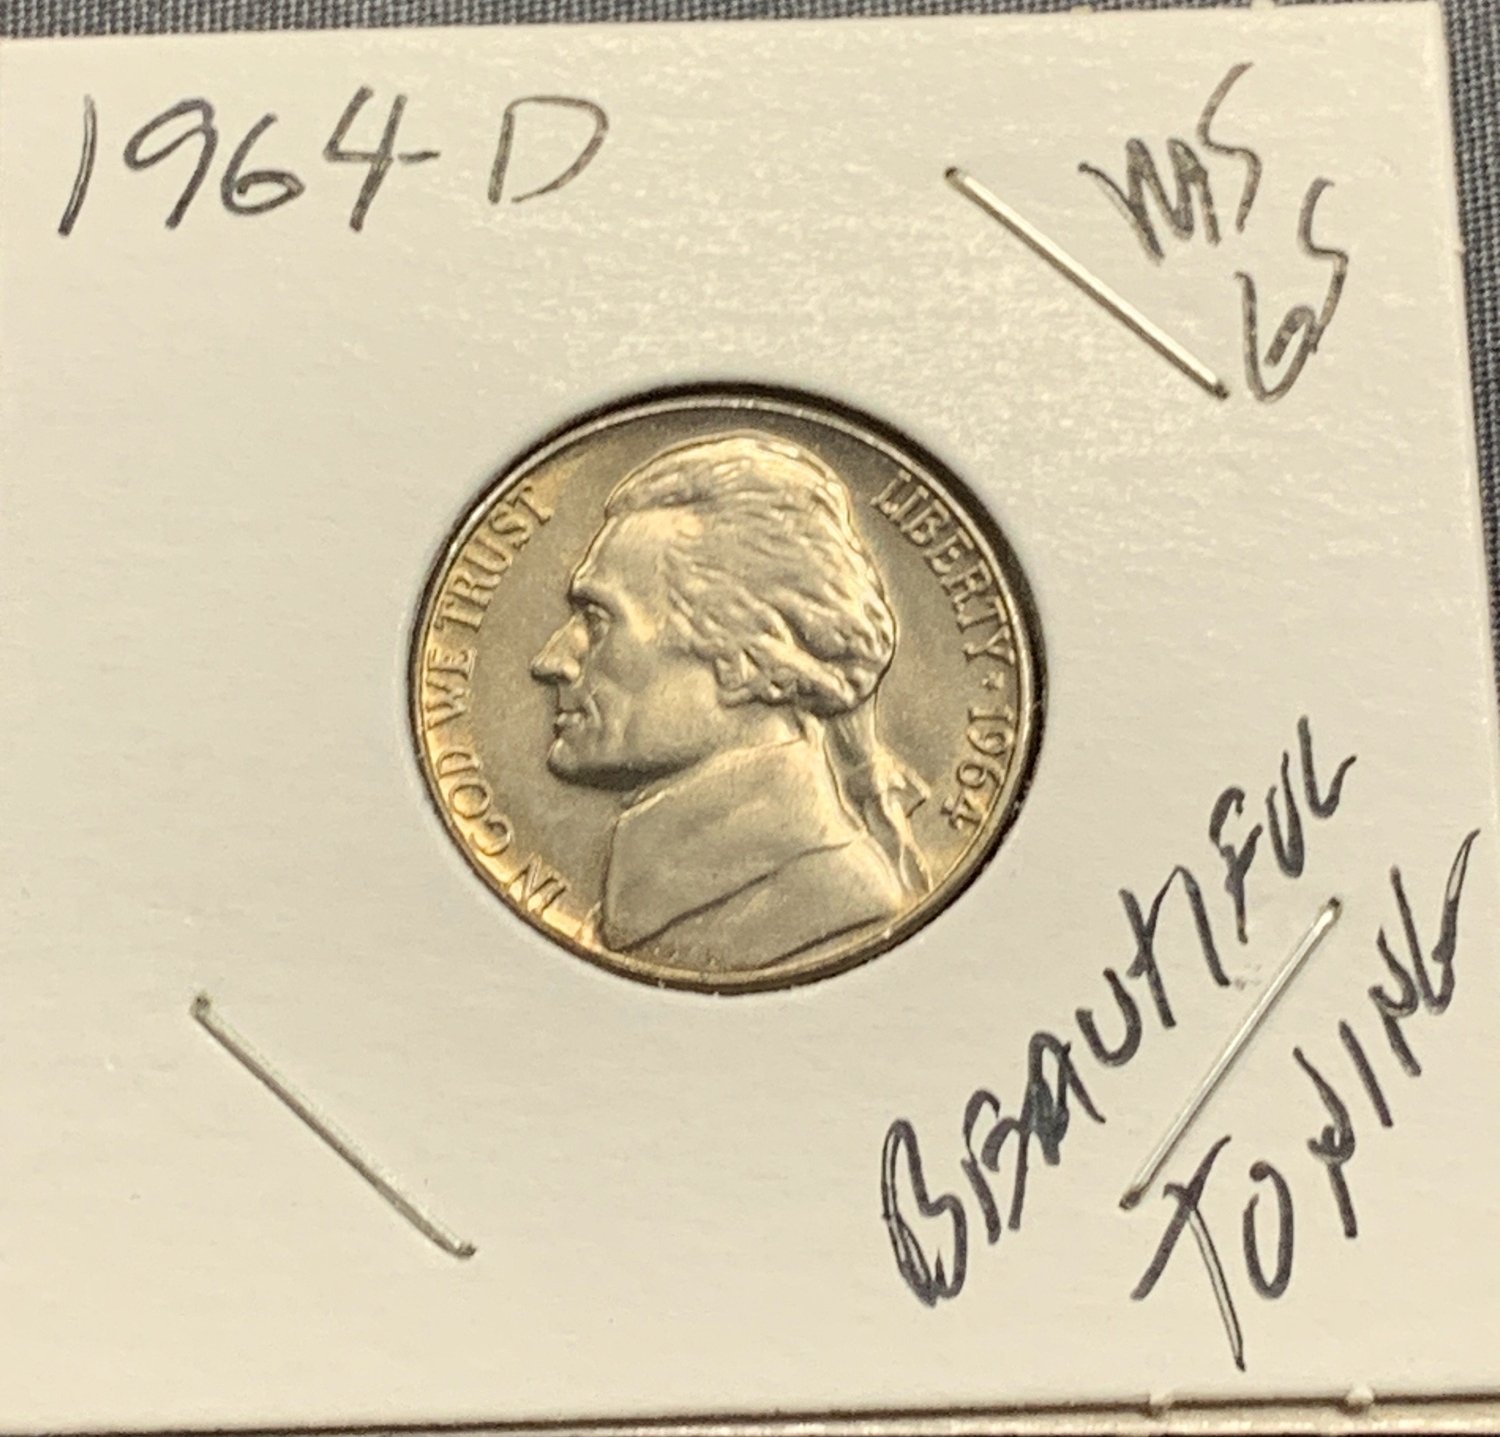 1964-D
MS
65
IN GOD WE TRUST
LIBERTY ★ 1964
BEAUTIFUL
TONING